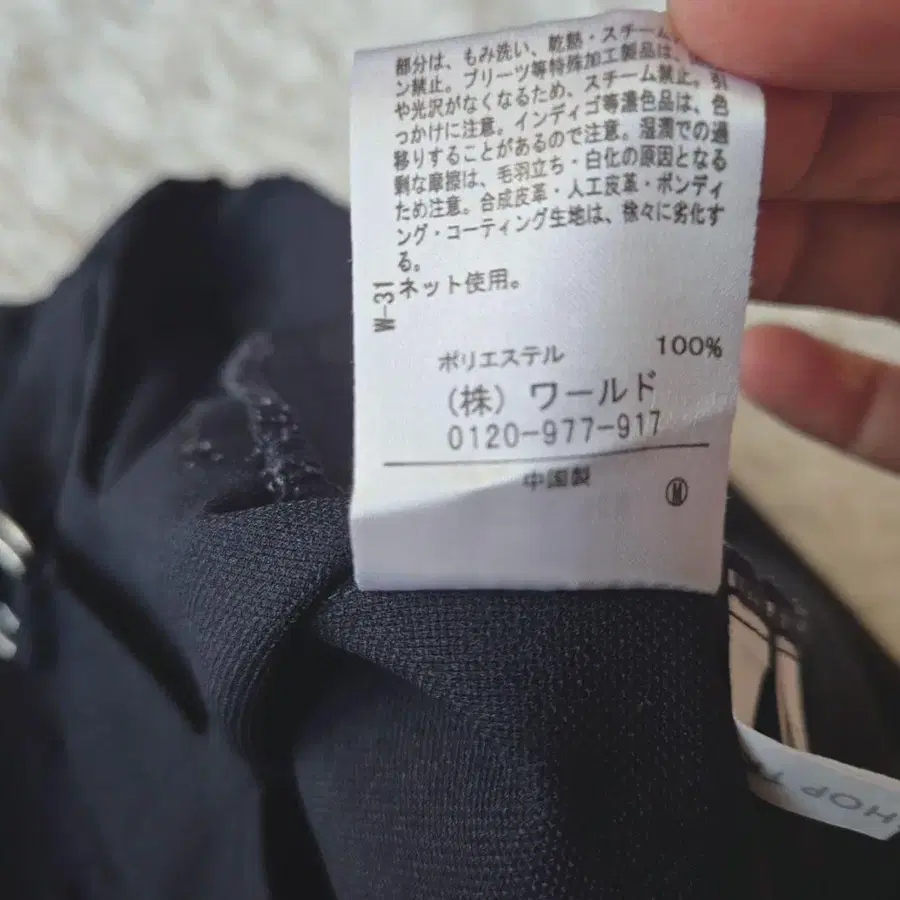 部分は、もみ洗い、乾熱・スチーム
ン禁止。プリーツ等特殊加工製品は、
や光沢がなくなるため、スチーム禁止。引
っかけに注意。インディゴ等濃色品は、色
移りすることがあるので注意。湿潤での過
剰な摩擦は、毛羽立ち・白化の原因となる
ため注意。合成皮革・人工皮革・ボンディ
ング・コーティング生地は、徐々に劣化す
る。
ネット使用。
W-31
ポリエステル 100%
(株) ワールド
0120-977-917
中国製
M
HOP